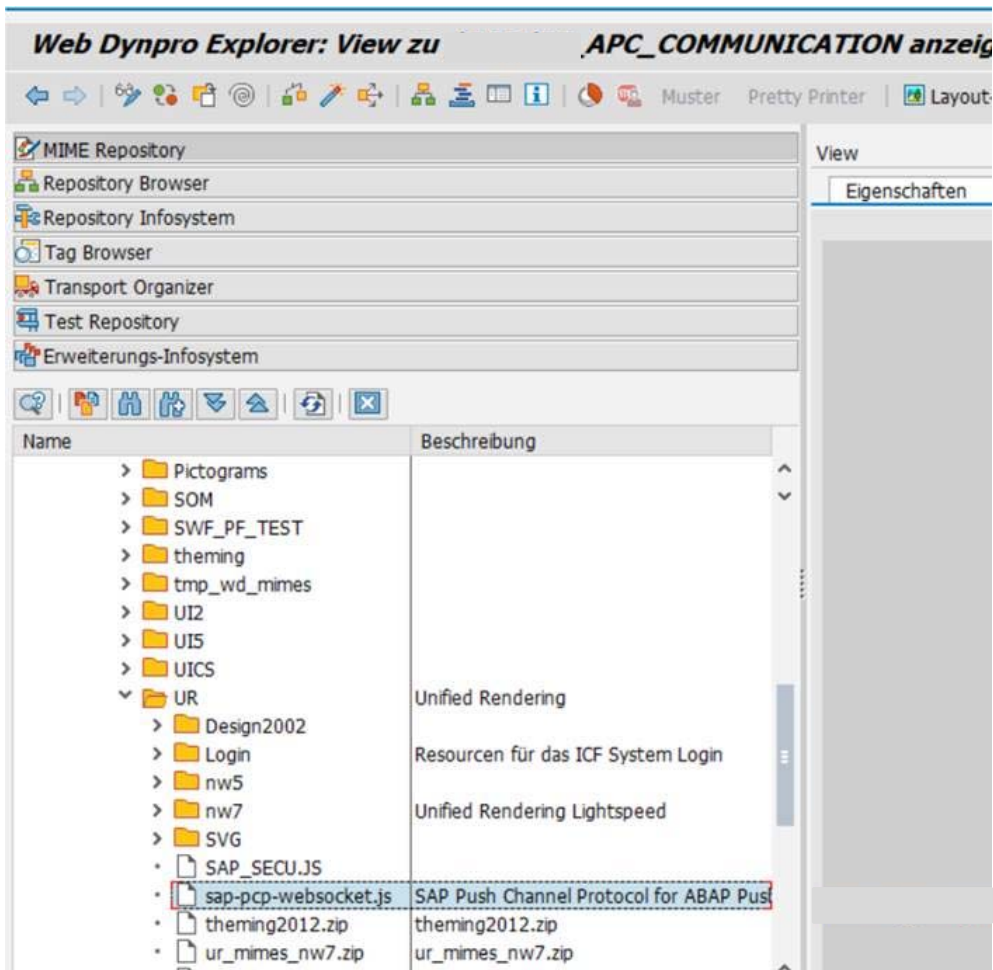 Web Dynpro Explorer: View zu _APC_COMMUNICATION anzeig
Muster Pretty Printer Layout-
MIME Repository
Repository Browser
Repository Infosystem
Tag Browser
Transport Organizer
Test Repository
Erweiterungs-Infosystem
View
Eigenschaften
Name Beschreibung
Pictograms
SOM
SWF_PF_TEST
theming
tmp_wd_mimes
UI2
UI5
UICS
UR Unified Rendering
Design2002
Login Resourcen für das ICF System Login
nw5
nw7 Unified Rendering Lightspeed
SVG
SAP_SECU.JS
sap-pcp-websocket.js SAP Push Channel Protocol for ABAP Pus
theming2012.zip theming2012.zip
ur_mimes_nw7.zip ur_mimes_nw7.zip